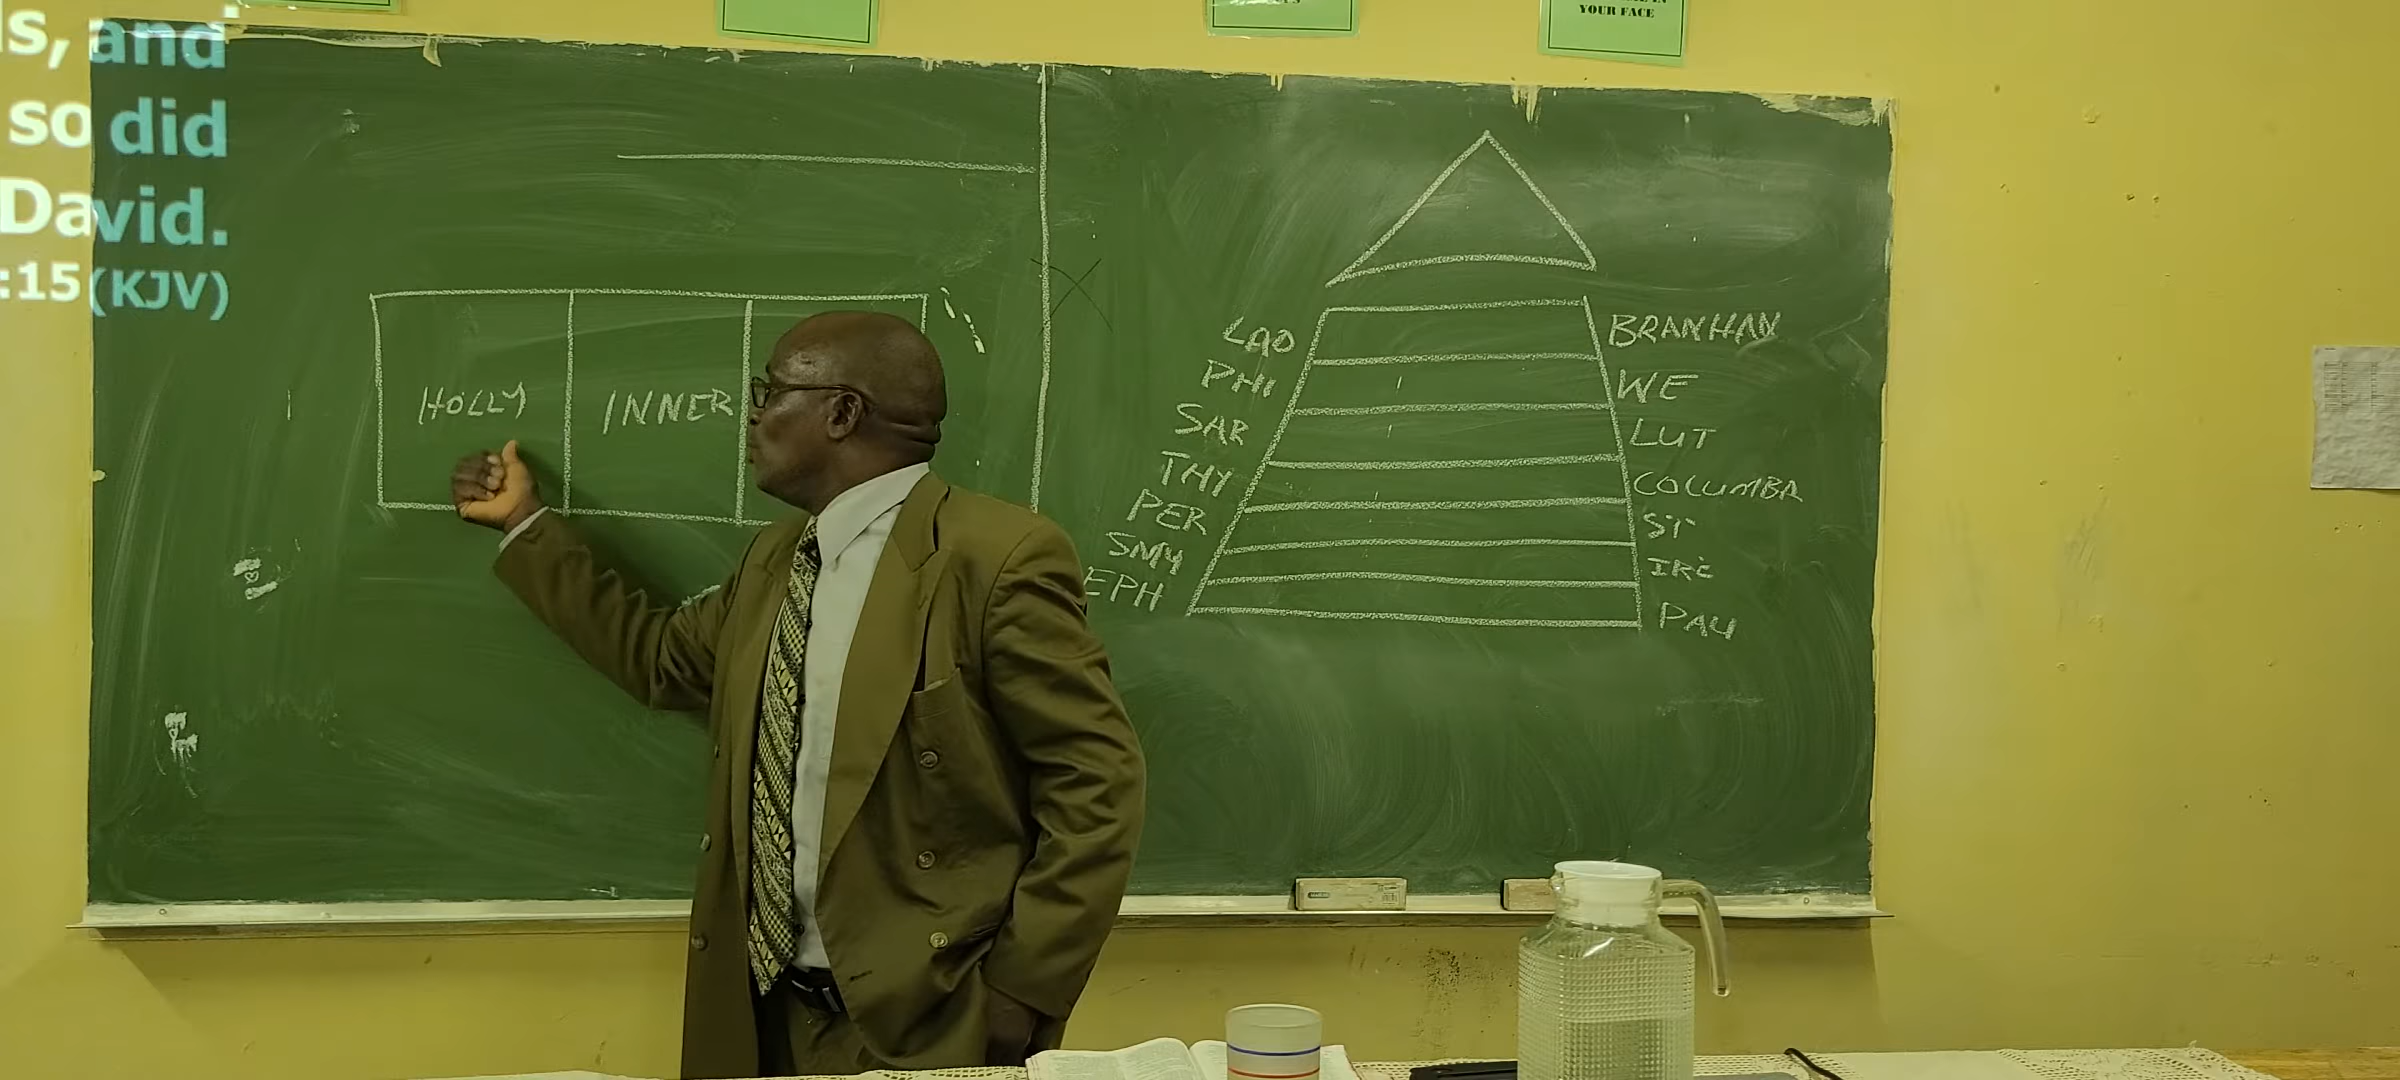 YOUR FACE
s, and
so did
David.
:15 (KJV)
HOLLY
INNER
LAO
PHI
SAR
THY
PER
SMY
EPH
BRANHAN
WE
LUT
COLUMBA
ST
IRE
PAU